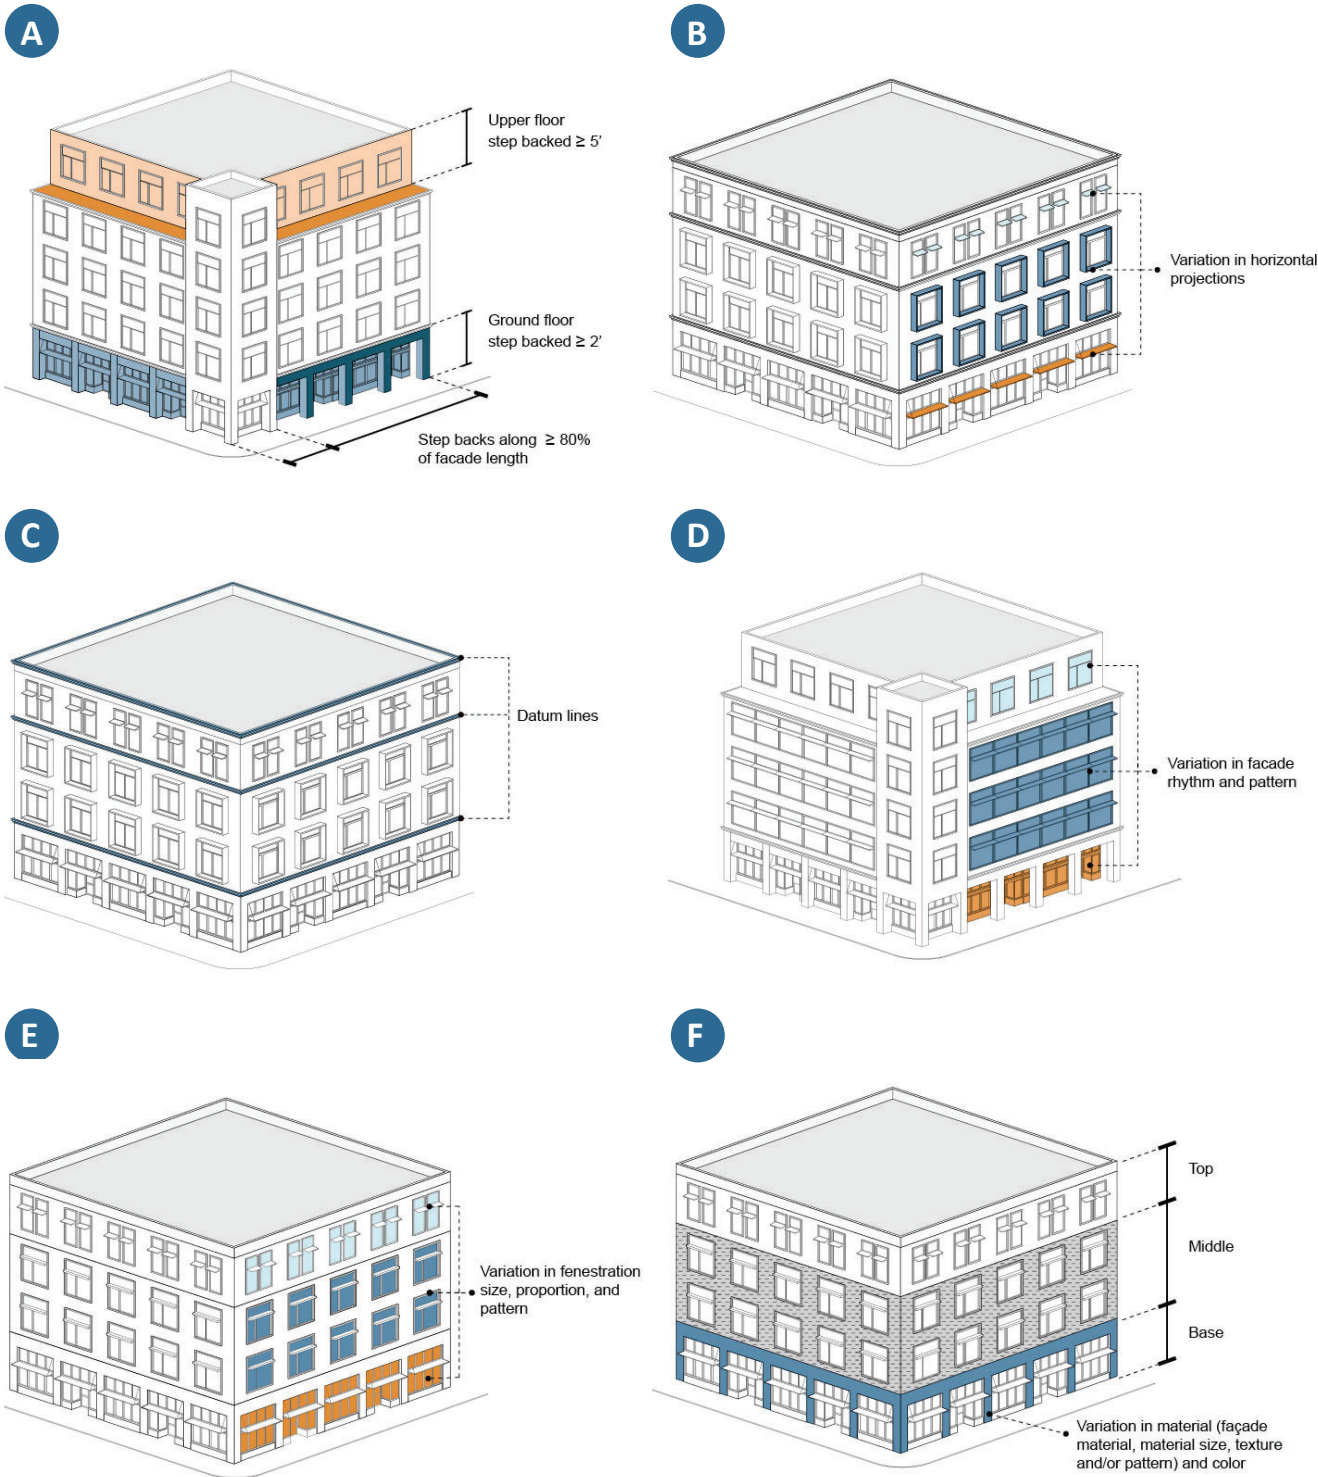 A
Upper floor
step backed ≥ 5’
Ground floor
step backed ≥ 2’
Step backs along ≥ 80%
of facade length
B
Variation in horizontal
projections
C
Datum lines
D
Variation in facade
rhythm and pattern
E
Variation in fenestration
size, proportion, and
pattern
F
Top
Middle
Base
Variation in material (façade
material, material size, texture
and/or pattern) and color